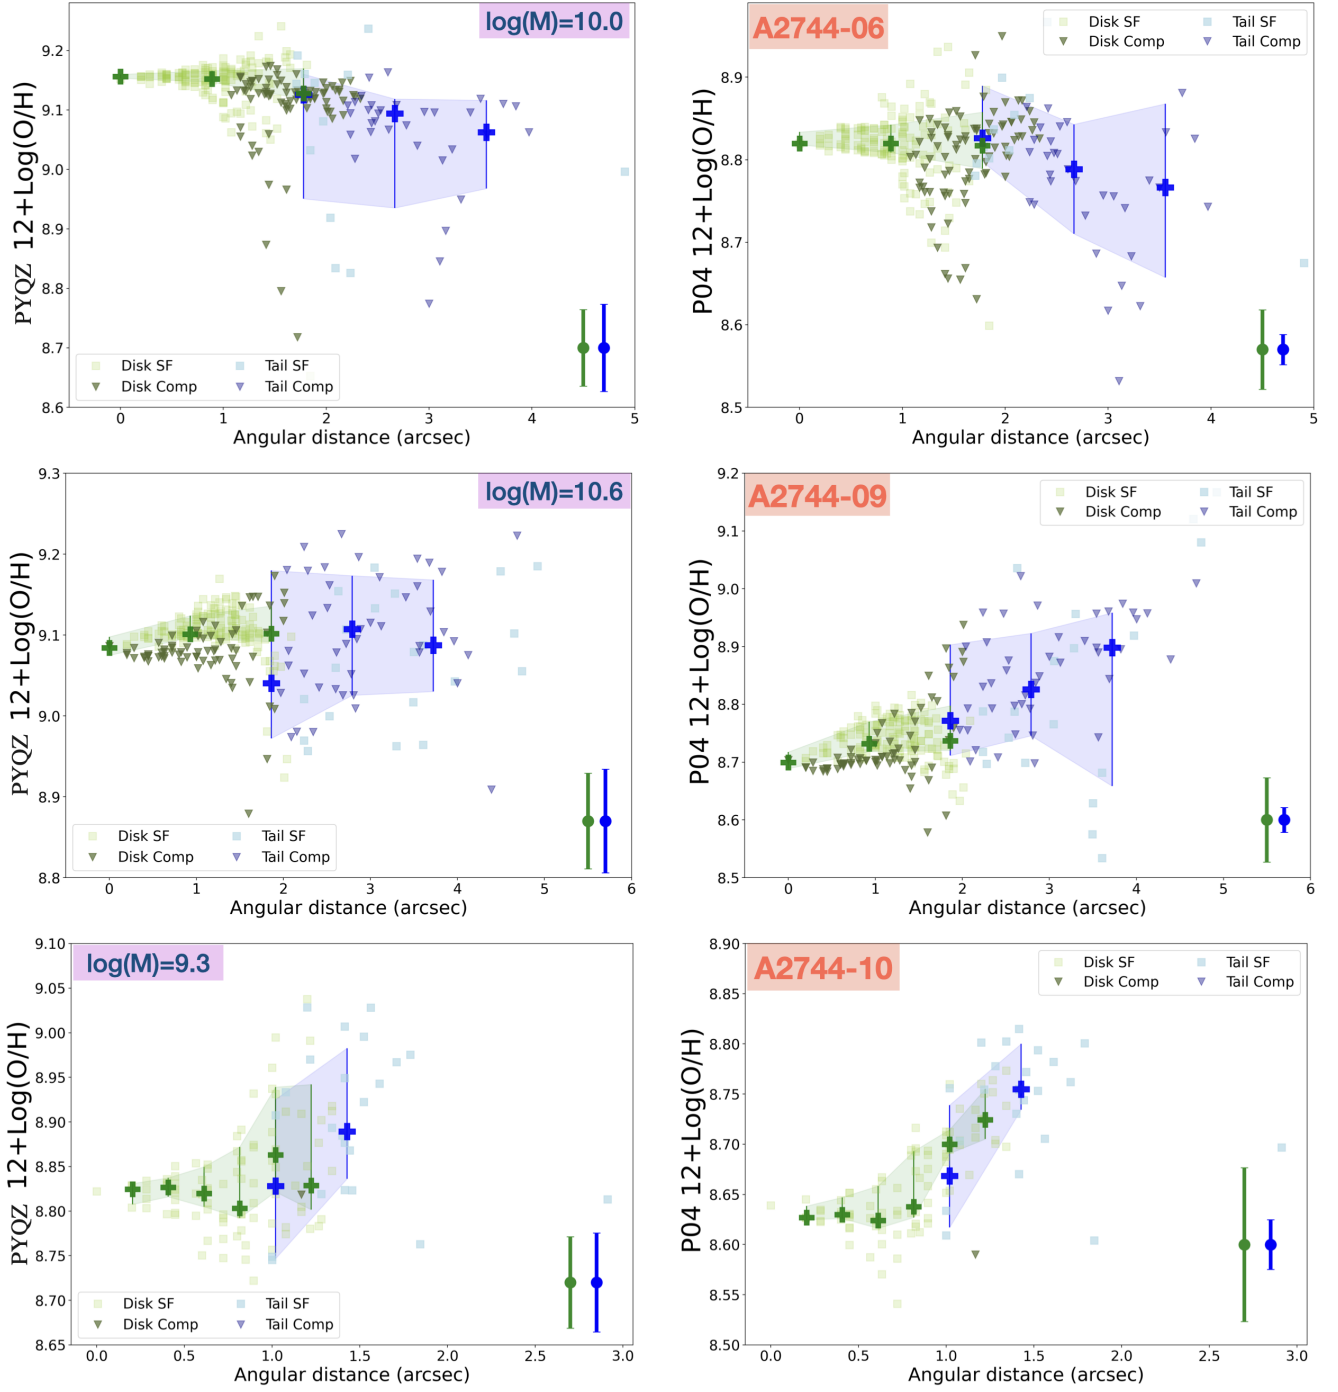 log(M)=10.0
PYQZ 12+Log(O/H)
9.2
9.1
9.0
8.9
8.8
8.7
8.6
Disk SF
Tail SF
Disk Comp
Tail Comp
0 1 2 3 4 5
Angular distance (arcsec)
A2744-06
Disk SF
Tail SF
Disk Comp
Tail Comp
P04 12+Log(O/H)
8.9
8.8
8.7
8.6
8.5
0 1 2 3 4 5
Angular distance (arcsec)
log(M)=10.6
PYQZ 12+Log(O/H)
9.3
9.2
9.1
9.0
8.9
8.8
Disk SF
Tail SF
Disk Comp
Tail Comp
0 1 2 3 4 5 6
Angular distance (arcsec)
A2744-09
Disk SF
Tail SF
Disk Comp
Tail Comp
P04 12+Log(O/H)
9.2
9.1
9.0
8.9
8.8
8.7
8.6
8.5
0 1 2 3 4 5 6
Angular distance (arcsec)
log(M)=9.3
PYQZ 12+Log(O/H)
9.10
9.05
9.00
8.95
8.90
8.85
8.80
8.75
8.70
8.65
Disk SF
Tail SF
Disk Comp
Tail Comp
0.0 0.5 1.0 1.5 2.0 2.5 3.0
Angular distance (arcsec)
A2744-10
Disk SF
Tail SF
Disk Comp
Tail Comp
P04 12+Log(O/H)
8.90
8.85
8.80
8.75
8.70
8.65
8.60
8.55
8.50
0.0 0.5 1.0 1.5 2.0 2.5 3.0
Angular distance (arcsec)